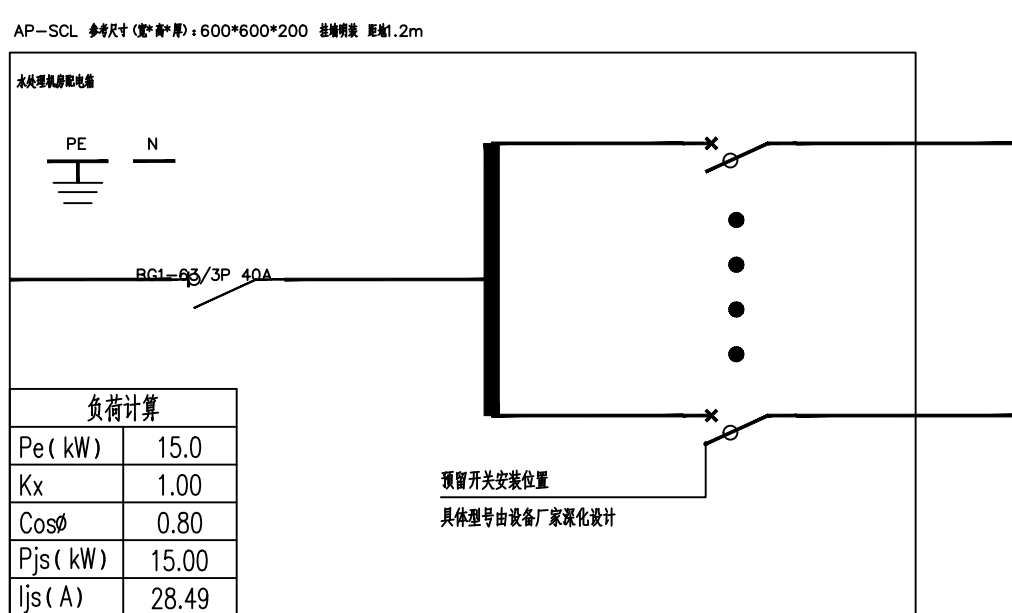 AP-SCL 参考尺寸(宽*高*厚):600*600*200 挂墙明装 距地1.2m
水处理机房配电箱
PE N
BG1-63/3P 40A
负荷计算
Pe(kW) 15.0
Kx 1.00
CosØ 0.80
Pjs(kW) 15.00
Ijs(A) 28.49
预留开关安装位置
具体型号由设备厂家深化设计